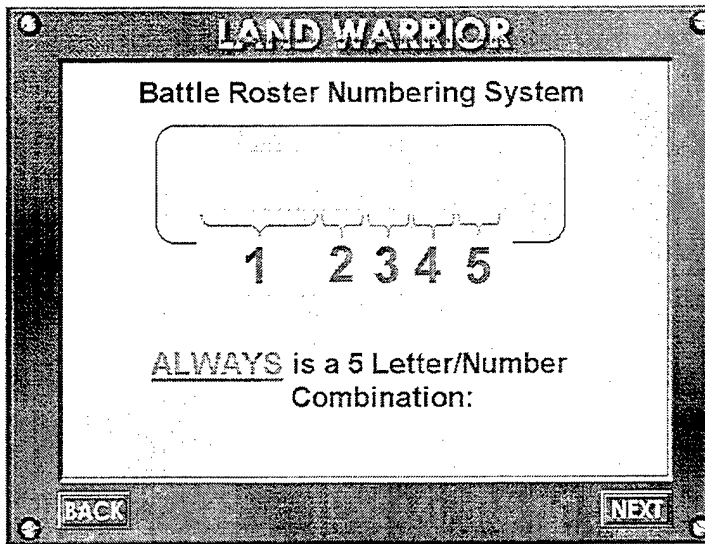 LAND WARRIOR
Battle Roster Numbering System
1 2 3 4 5
ALWAYS is a 5 Letter/Number
Combination:
BACK NEXT